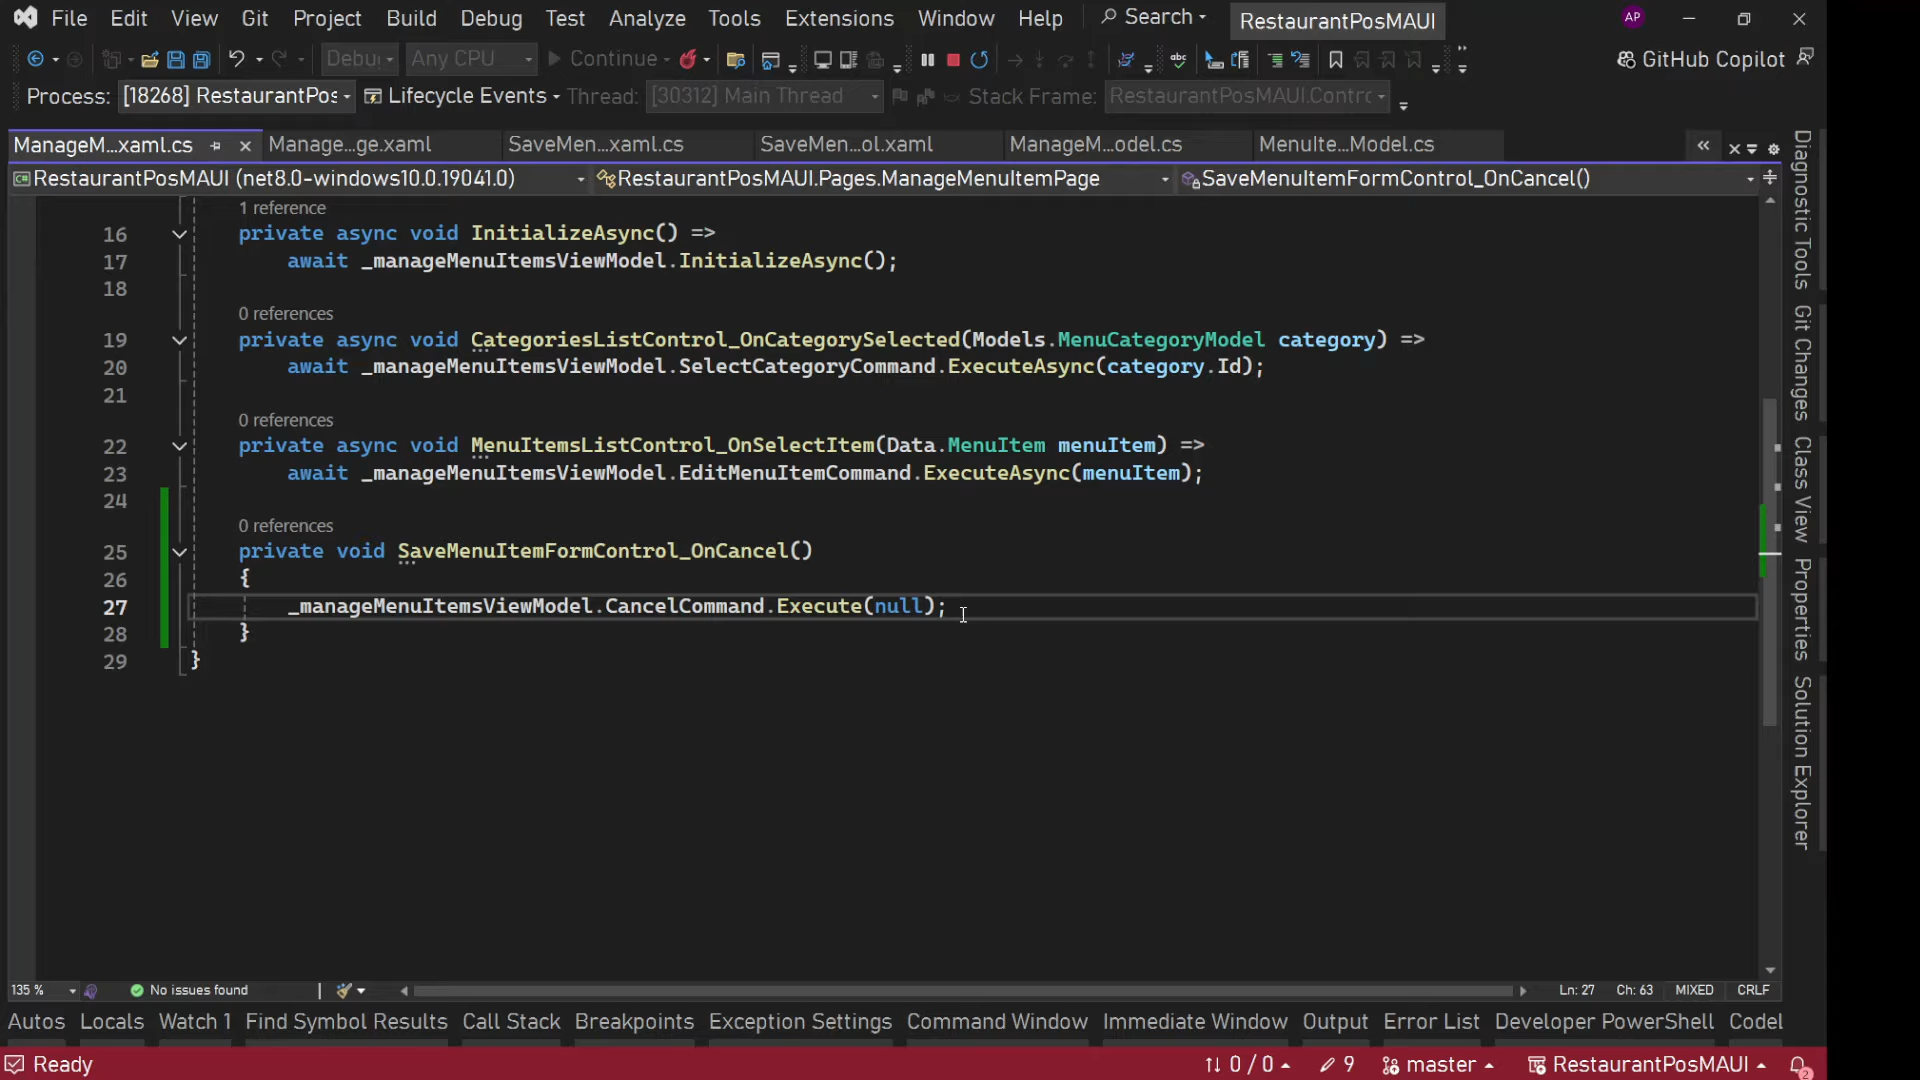 File Edit View Git Project Build Debug Test Analyze Tools Extensions Window Help Search RestaurantPosMAUI AP
Debu Any CPU Continue GitHub Copilot
Process: [18268] RestaurantPos Lifecycle Events Thread: [30312] Main Thread Stack Frame: RestaurantPosMAUI.Contro
ManageM...xaml.cs Manage...ge.xaml SaveMen...xaml.cs SaveMen...ol.xaml ManageM...odel.cs MenuIte...Model.cs
RestaurantPosMAUI (net8.0-windows10.0.19041.0) RestaurantPosMAUI.Pages.ManageMenuItemPage SaveMenuItemFormControl_OnCancel()
1 reference
16 private async void InitializeAsync() =>
17 await _manageMenuItemsViewModel.InitializeAsync();
18
0 references
19 private async void CategoriesListControl_OnCategorySelected(Models.MenuCategoryModel category) =>
20 await _manageMenuItemsViewModel.SelectCategoryCommand.ExecuteAsync(category.Id);
21
0 references
22 private async void MenuItemsListControl_OnSelectItem(Data.MenuItem menuItem) =>
23 await _manageMenuItemsViewModel.EditMenuItemCommand.ExecuteAsync(menuItem);
24
0 references
25 private void SaveMenuItemFormControl_OnCancel()
26 {
27 _manageMenuItemsViewModel.CancelCommand.Execute(null);
28 }
29 }
Diagnostic Tools
Git Changes
Class View
Properties
Solution Explorer
135 % No issues found Ln: 27 Ch: 63 MIXED CRLF
Autos Locals Watch 1 Find Symbol Results Call Stack Breakpoints Exception Settings Command Window Immediate Window Output Error List Developer PowerShell CodeL
Ready 0 / 0 9 master RestaurantPosMAUI 2